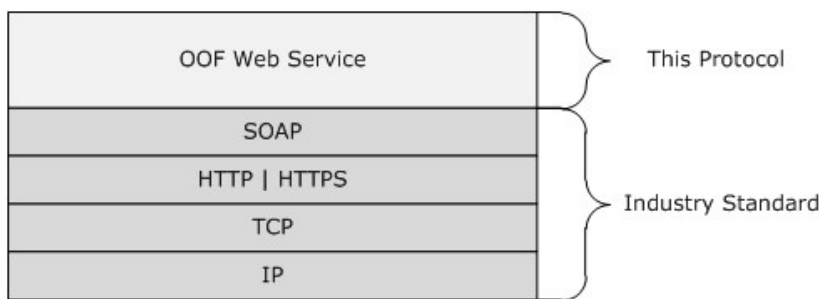 OOF Web Service
This Protocol
SOAP
HTTP | HTTPS
TCP
IP
Industry Standard